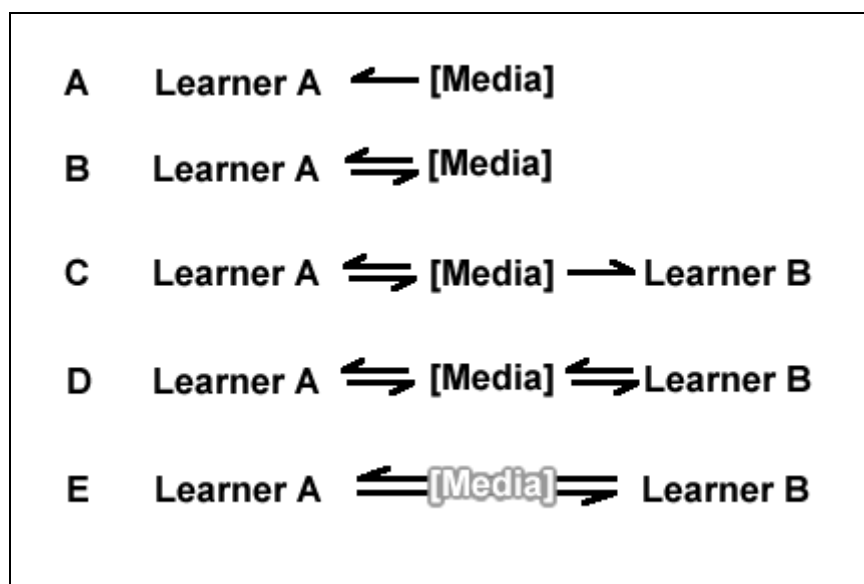 A Learner A [Media]
B Learner A [Media]
C Learner A [Media] Learner B
D Learner A [Media] Learner B
E Learner A [Media] Learner B